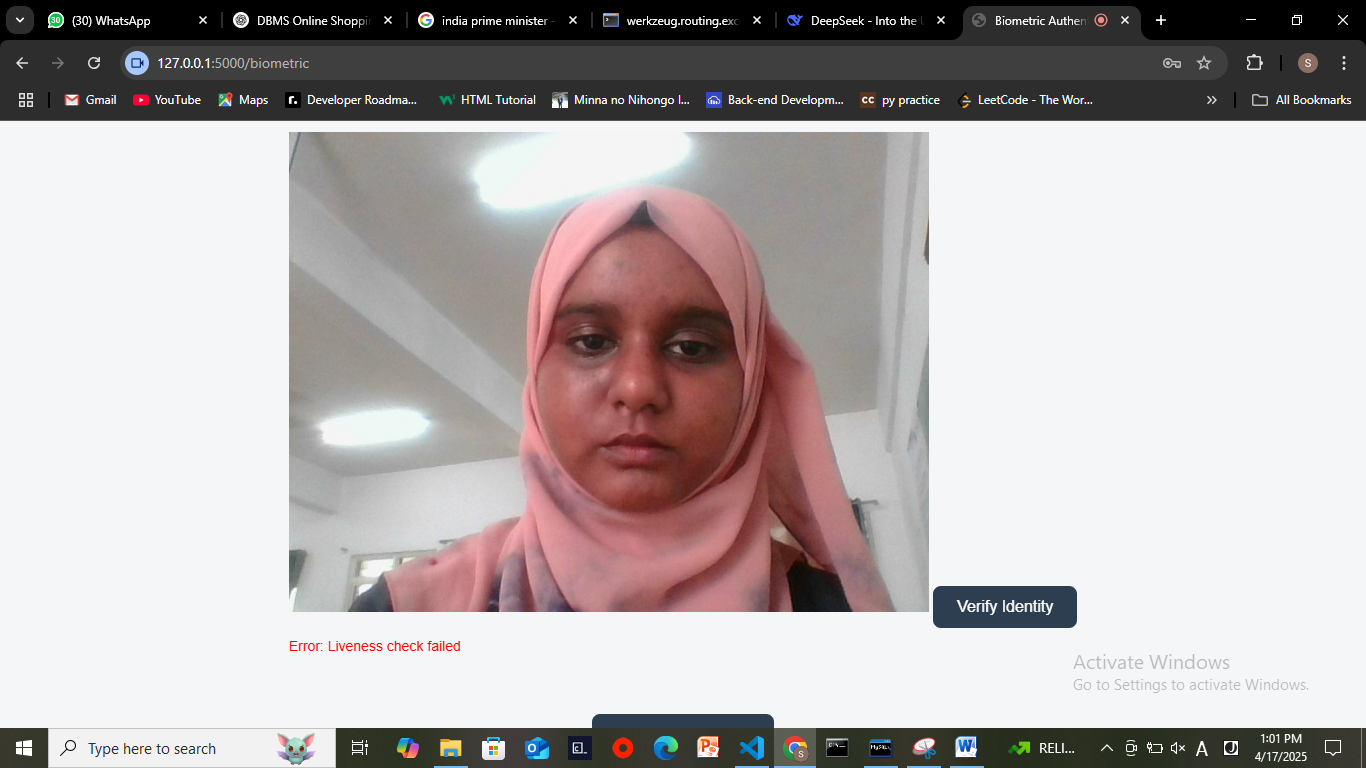 (30) WhatsApp
DBMS Online Shoppi
india prime minister -
werkzeug.routing.exc
DeepSeek - Into the
Biometric Authen
127.0.0.1:5000/biometric
S
Gmail
YouTube
Maps
Developer Roadma...
HTML Tutorial
Minna no Nihongo I...
Back-end Developm...
CC py practice
LeetCode - The Wor...
All Bookmarks
Verify Identity
Error: Liveness check failed
Activate Windows
Go to Settings to activate Windows.
Type here to search
RELI...
A
1:01 PM
4/17/2025